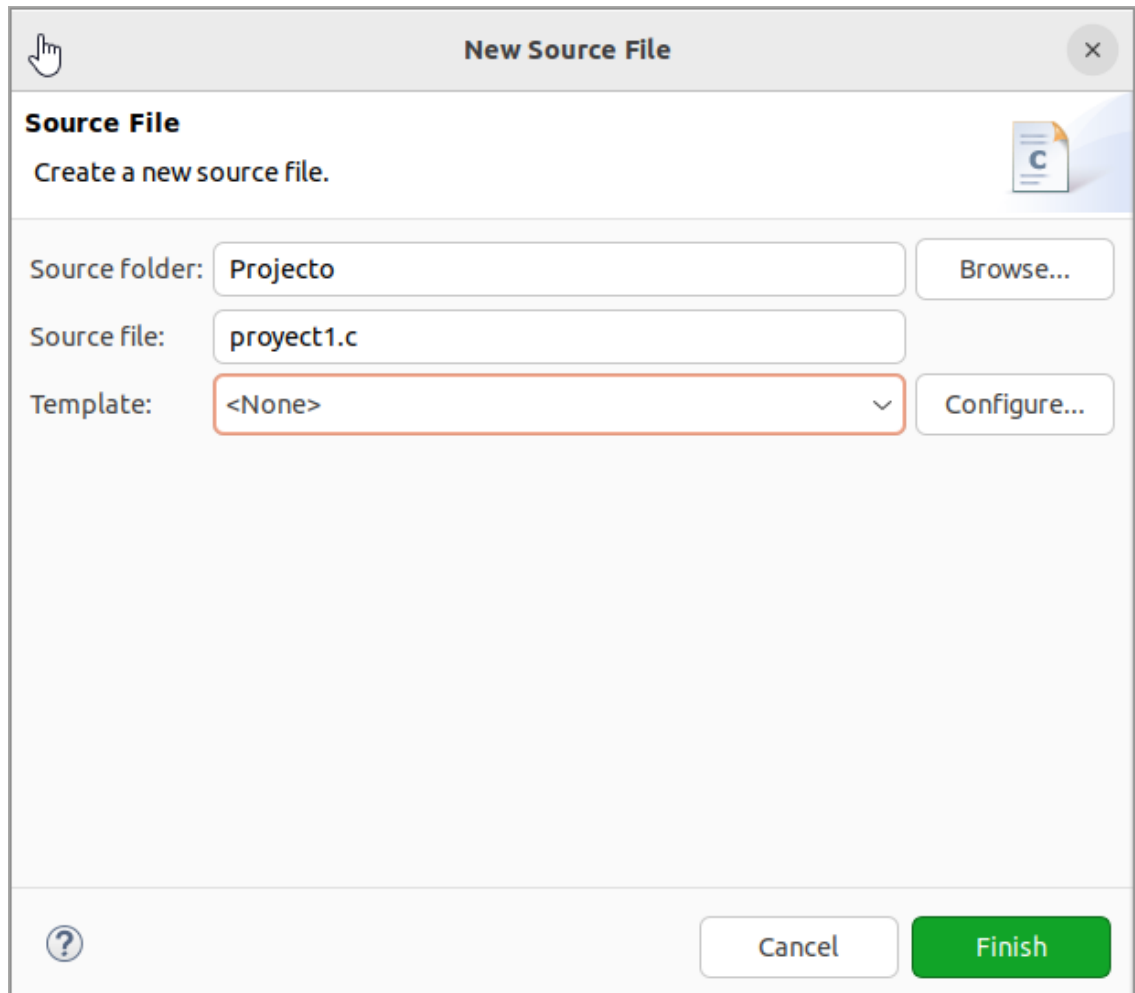 New Source File
Source File
Create a new source file.
C
Source folder: Projecto Browse...
Source file: proyect1.c
Template: <None> Configure...
? Cancel Finish